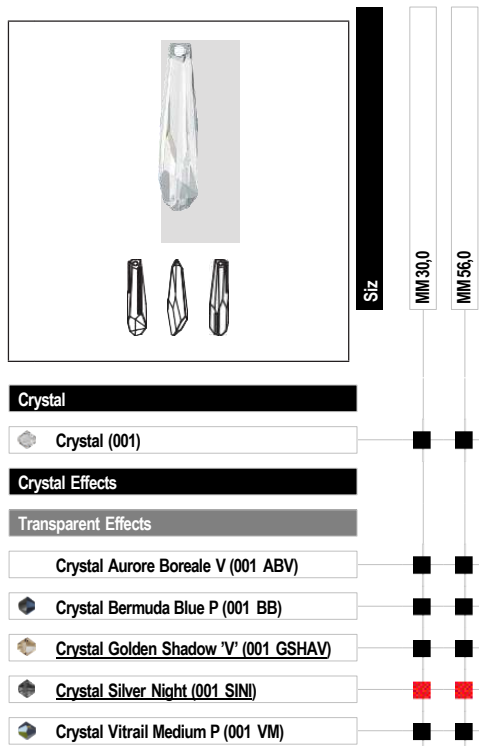 Siz
MM 30,0
MM 56,0
Crystal
Crystal (001)
Crystal Effects
Transparent Effects
Crystal Aurore Boreale V (001 ABV)
Crystal Bermuda Blue P (001 BB)
Crystal Golden Shadow 'V' (001 GSHAV)
Crystal Silver Night (001 SINI)
Crystal Vitrail Medium P (001 VM)